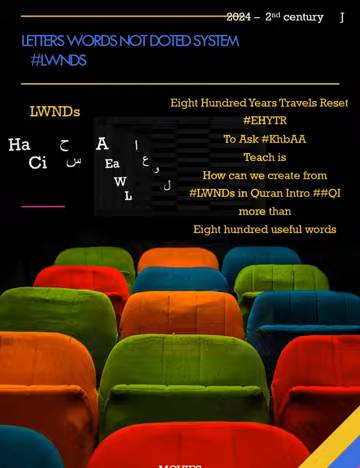 2024 – 2nd century J
LETTERS WORDS NOT DOTED SYSTEM
#LWNDS
LWNDs
Eight Hundred Years Travels Reset
#EHYTR
To Ask #KhbAA
Teach is
How can we create from
#LWNDS in Quran Intro ##QI
more than
Eight hundred useful words
Ha ح A ا
Ci س Ea ع
W و
L ل
MOVIES